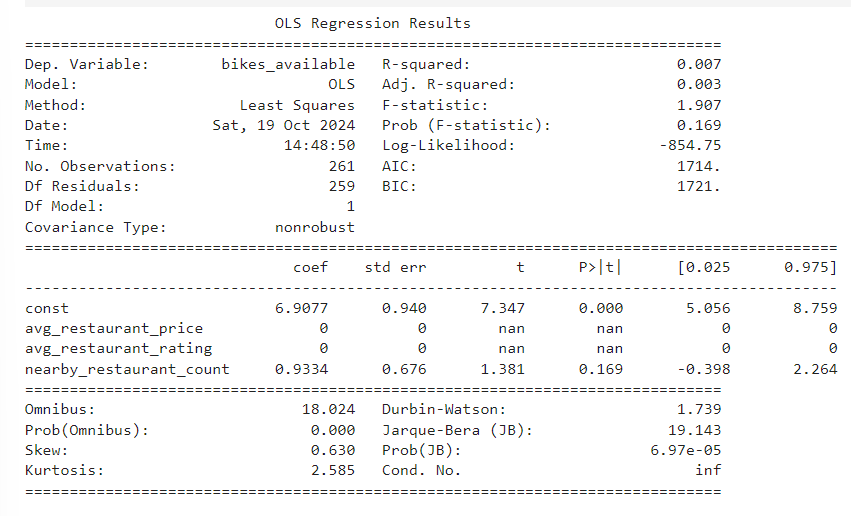 OLS Regression Results
==============================================================================
Dep. Variable: bikes_available R-squared: 0.007
Model: OLS Adj. R-squared: 0.003
Method: Least Squares F-statistic: 1.907
Date: Sat, 19 Oct 2024 Prob (F-statistic): 0.169
Time: 14:48:50 Log-Likelihood: -854.75
No. Observations: 261 AIC: 1714.
Df Residuals: 259 BIC: 1721.
Df Model: 1
Covariance Type: nonrobust
===========================================================================================
coef std err t P>|t| [0.025 0.975]
-------------------------------------------------------------------------------------------
const 6.9077 0.940 7.347 0.000 5.056 8.759
avg_restaurant_price 0 0 nan nan 0 0
avg_restaurant_rating 0 0 nan nan 0 0
nearby_restaurant_count 0.9334 0.676 1.381 0.169 -0.398 2.264
==============================================================================
Omnibus: 18.024 Durbin-Watson: 1.739
Prob(Omnibus): 0.000 Jarque-Bera (JB): 19.143
Skew: 0.630 Prob(JB): 6.97e-05
Kurtosis: 2.585 Cond. No. inf
==============================================================================